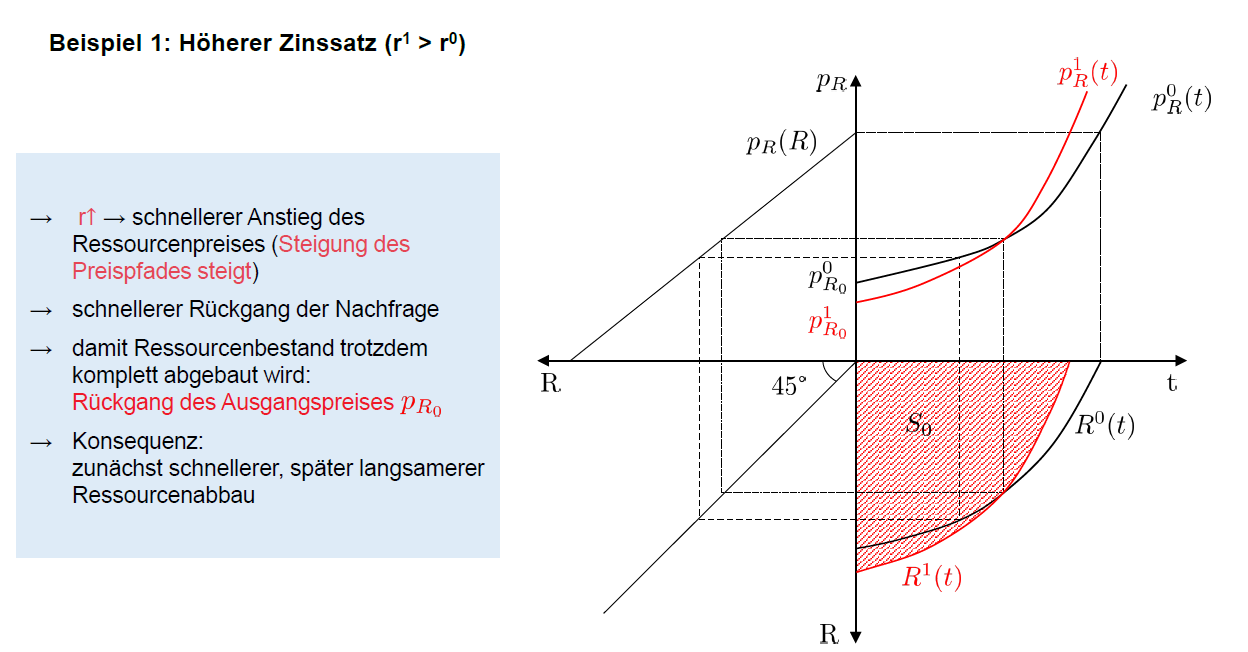 Beispiel 1: Höherer Zinssatz (r¹ > r⁰)
→ r↑ → schnellerer Anstieg des
Ressourcenpreises (Steigung des
Preispfades steigt)
→ schnellerer Rückgang der Nachfrage
→ damit Ressourcenbestand trotzdem
komplett abgebaut wird:
Rückgang des Ausgangspreises p_{R_0}
→ Konsequenz:
zunächst schnellerer, später langsamerer
Ressourcenabbau
p_R
p_R^1(t)
p_R^0(t)
p_R(R)
p_{R_0}^0
p_{R_0}^1
R
45°
t
S_0
R^0(t)
R^1(t)
R